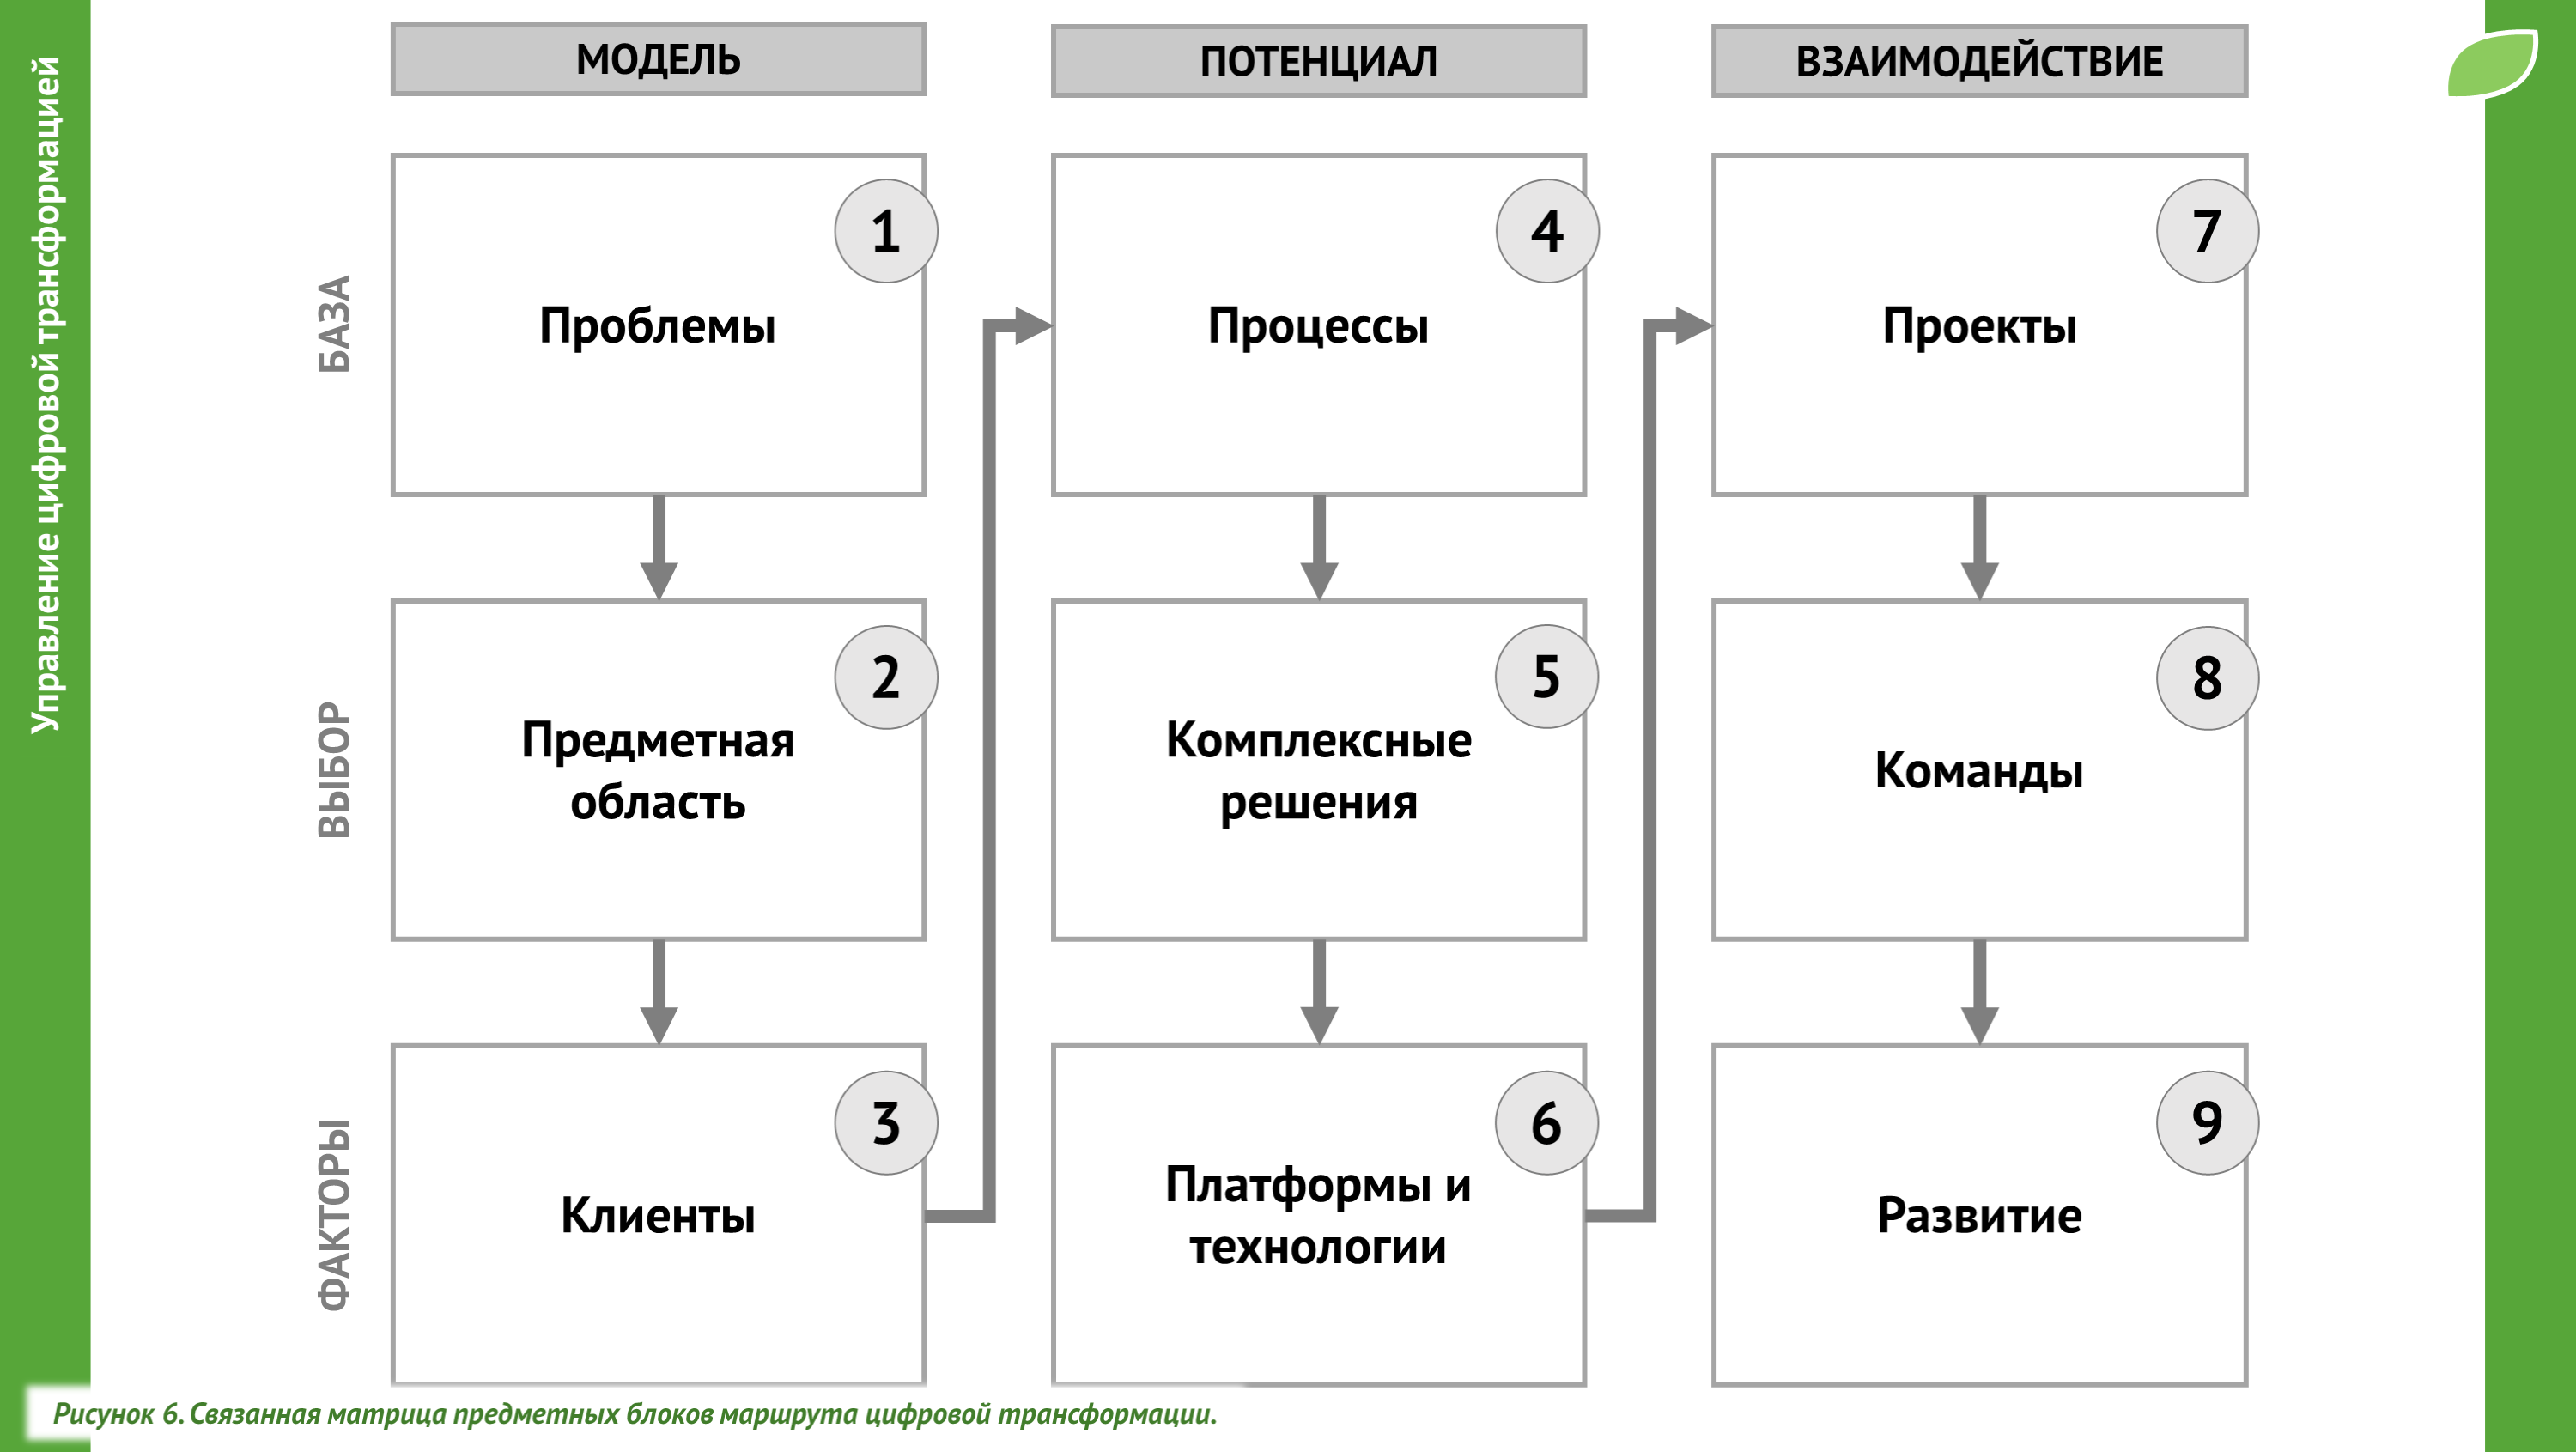 Управление цифровой трансформацией
МОДЕЛЬ
ПОТЕНЦИАЛ
ВЗАИМОДЕЙСТВИЕ
БАЗА
1
Проблемы
4
Процессы
7
Проекты
ВЫБОР
2
Предметная
область
5
Комплексные
решения
8
Команды
ФАКТОРЫ
3
Клиенты
6
Платформы и
технологии
9
Развитие
Рисунок 6. Связанная матрица предметных блоков маршрута цифровой трансформации.